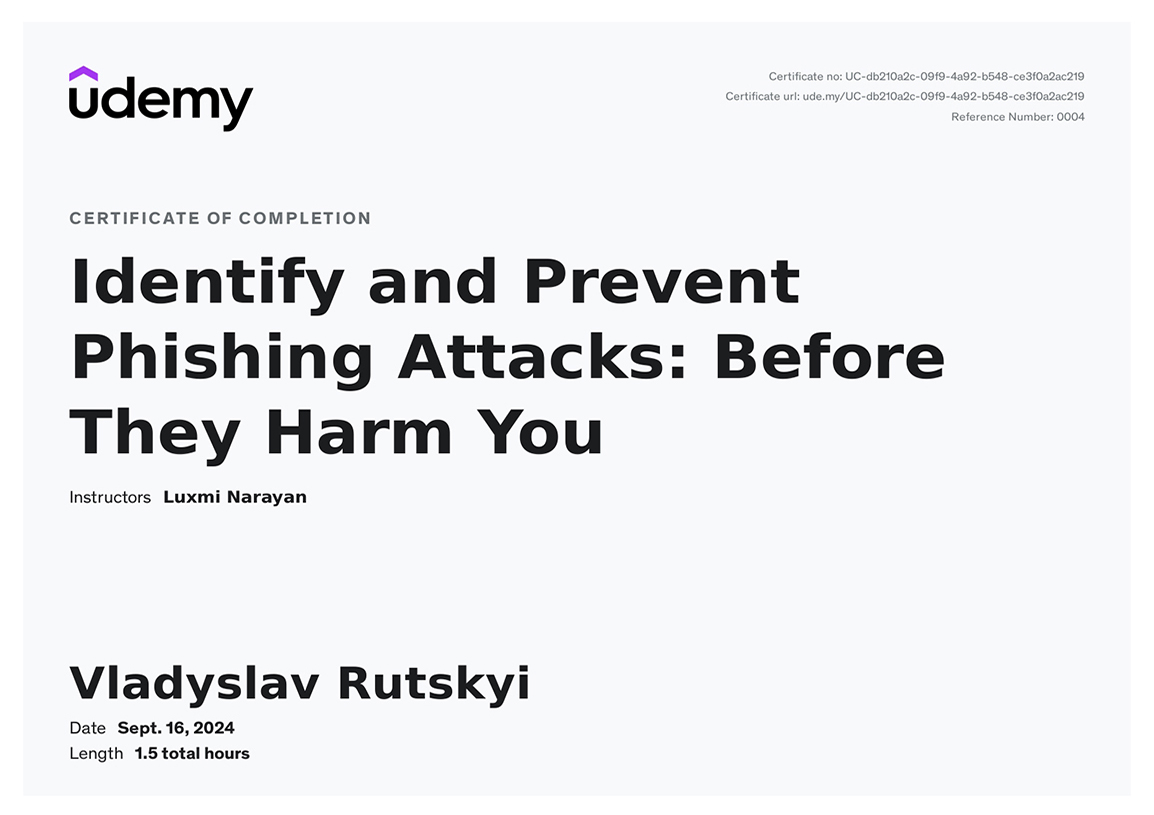 udemy
Certificate no: UC-db210a2c-09f9-4a92-b548-ce3f0a2ac219
Certificate url: ude.my/UC-db210a2c-09f9-4a92-b548-ce3f0a2ac219
Reference Number: 0004
CERTIFICATE OF COMPLETION
Identify and Prevent
Phishing Attacks: Before
They Harm You
Instructors Luxmi Narayan
Vladyslav Rutskyi
Date Sept. 16, 2024
Length 1.5 total hours